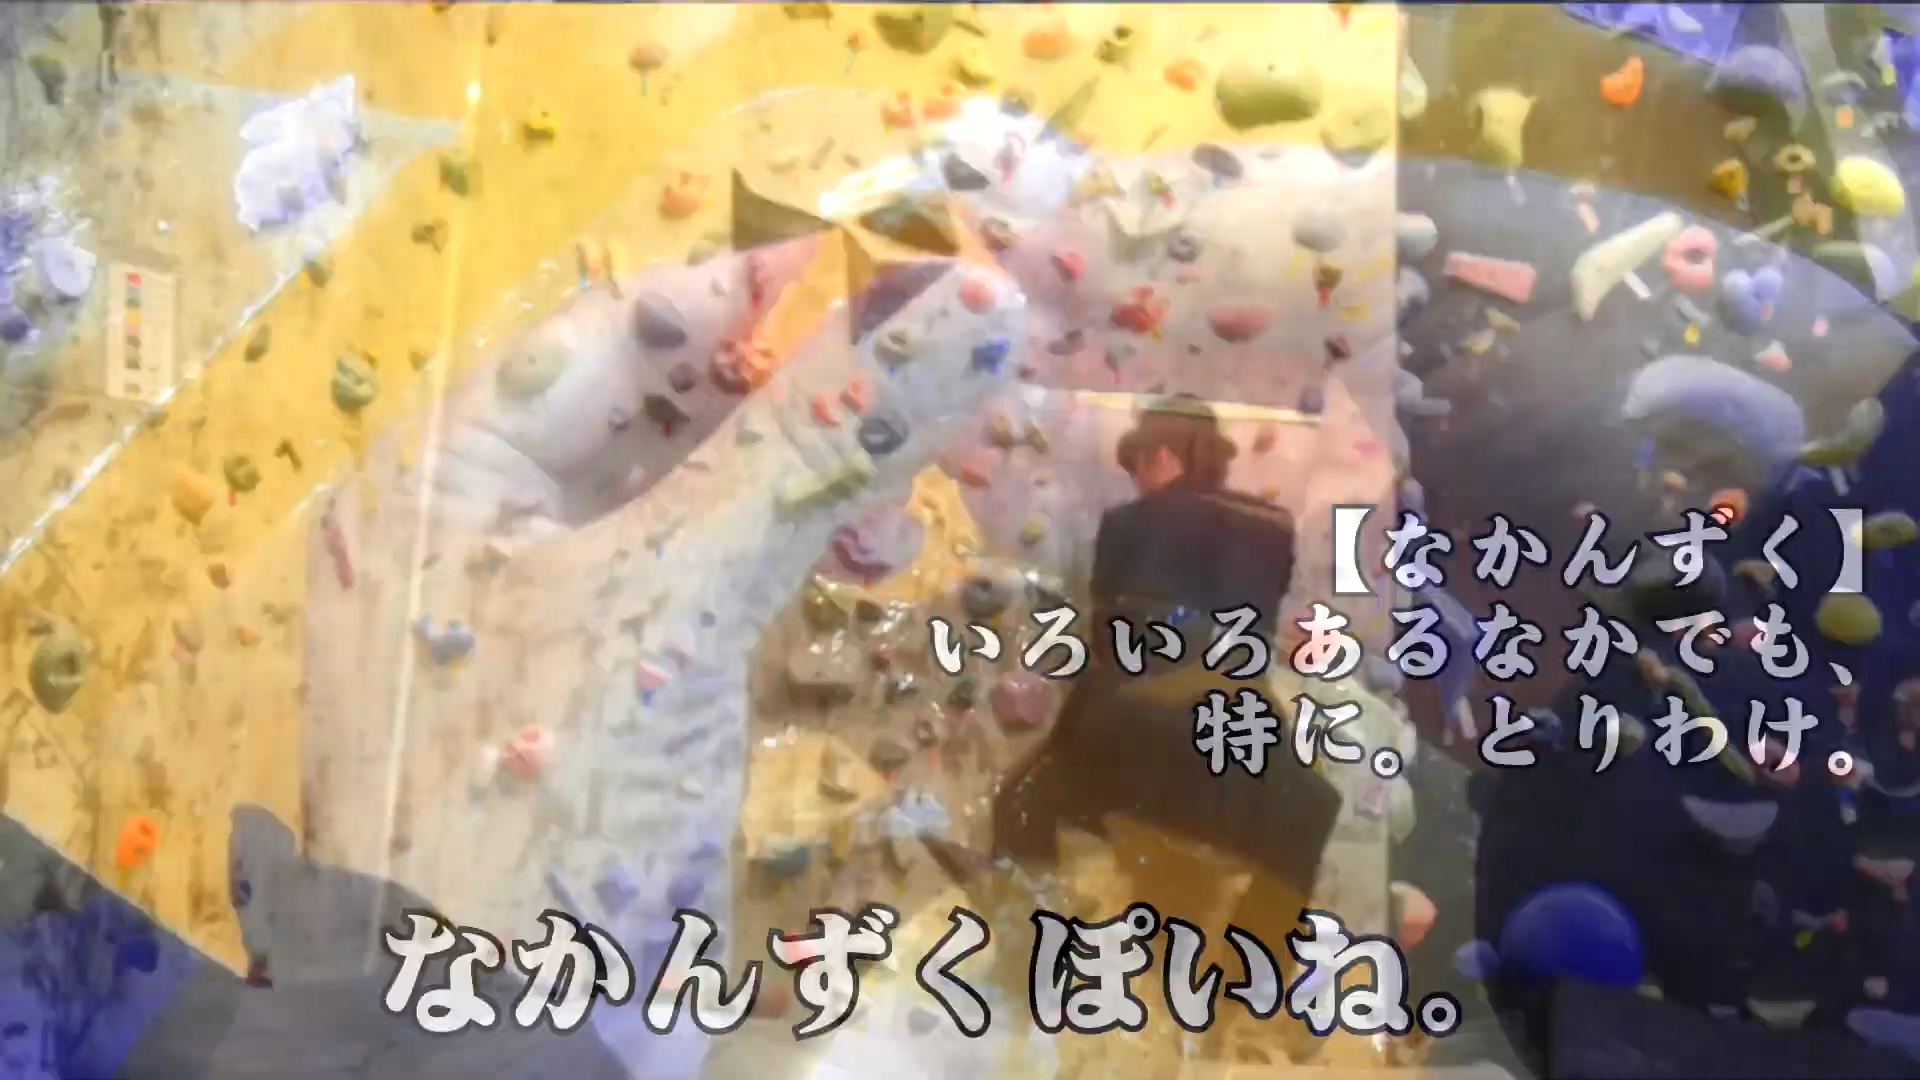 【なかんずく】
いろいろあるなかでも、
特に。とりわけ。
なかんずくぽいね。